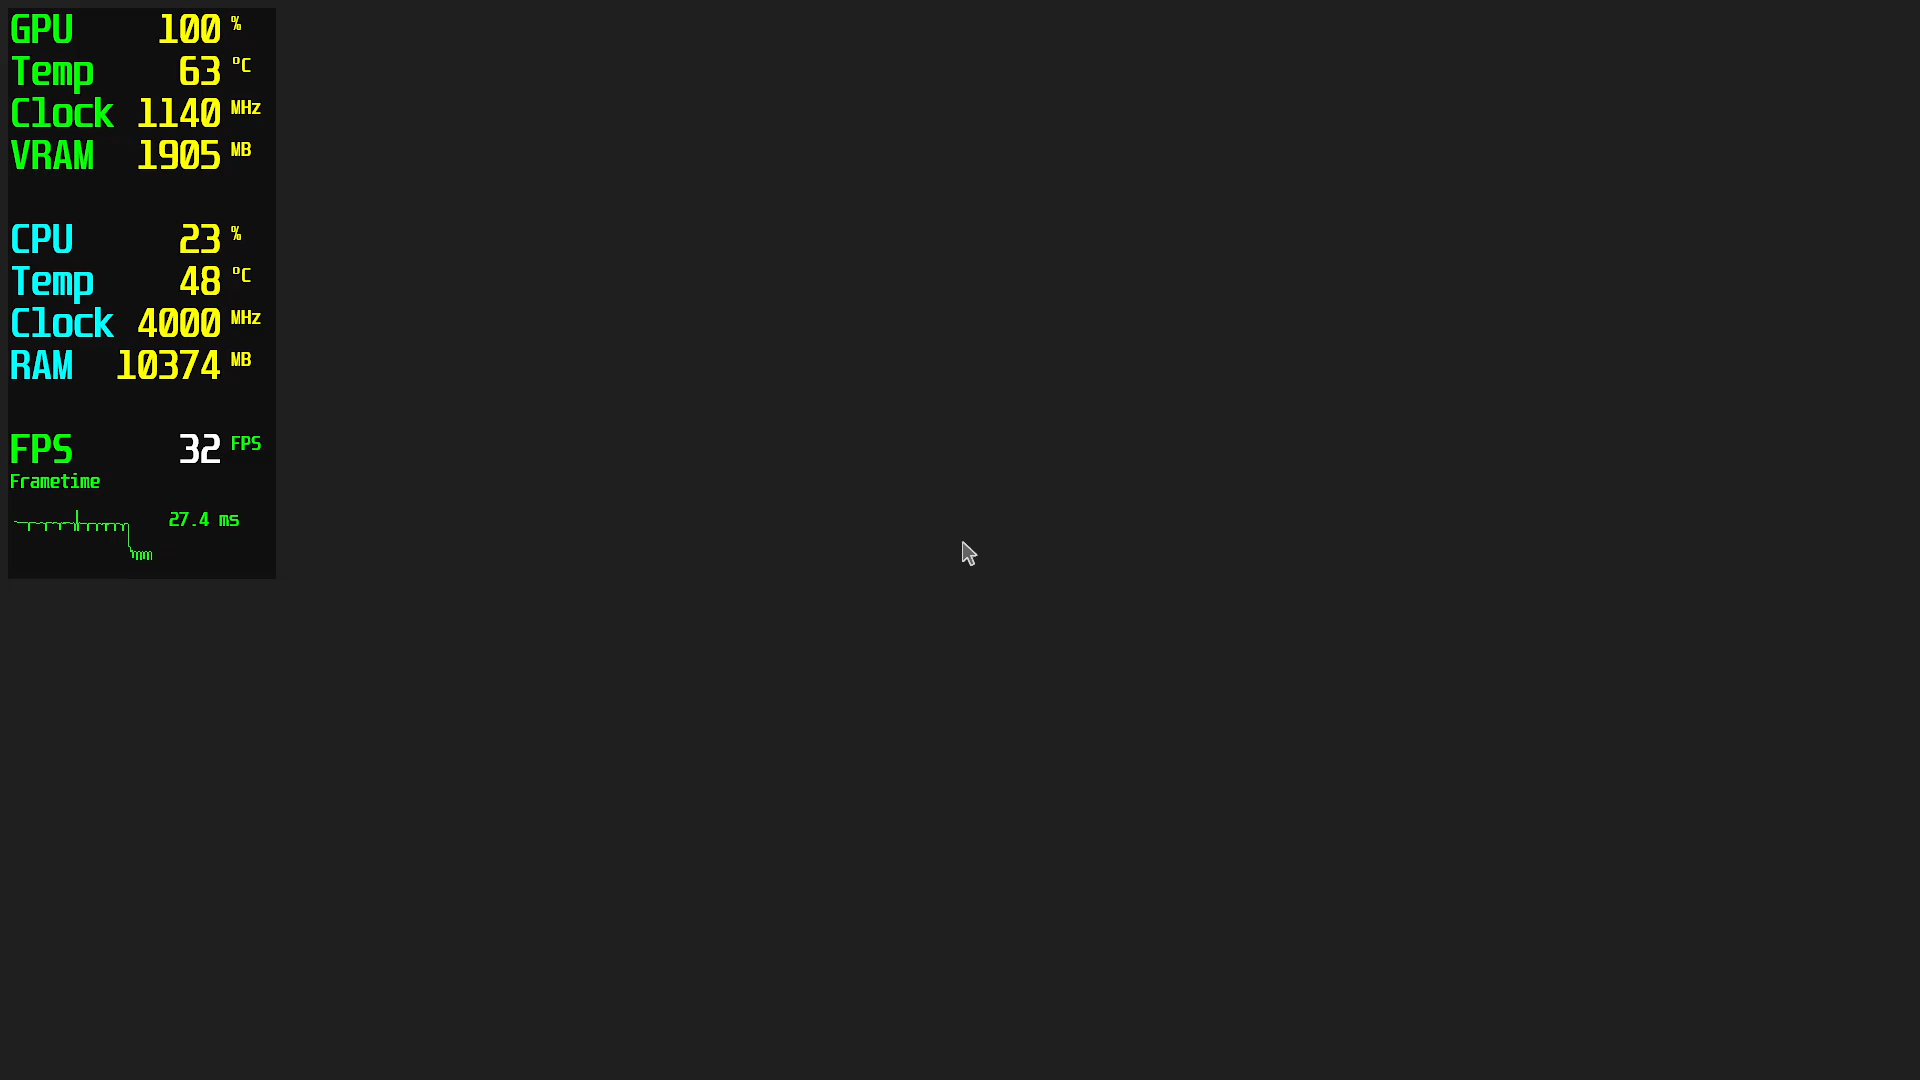 GPU 100 %
Temp 63 °C
Clock 1140 MHz
VRAM 1905 MB
CPU 23 %
Temp 48 °C
Clock 4000 MHz
RAM 10374 MB
FPS 32 FPS
Frametime
27.4 ms